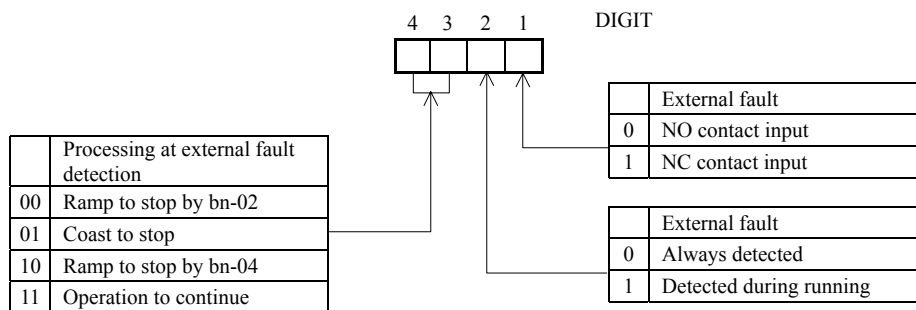 4 3 2 1 DIGIT
External fault
0 NO contact input
1 NC contact input
Processing at external fault
detection
00 Ramp to stop by bn-02
01 Coast to stop
10 Ramp to stop by bn-04
11 Operation to continue
External fault
0 Always detected
1 Detected during running